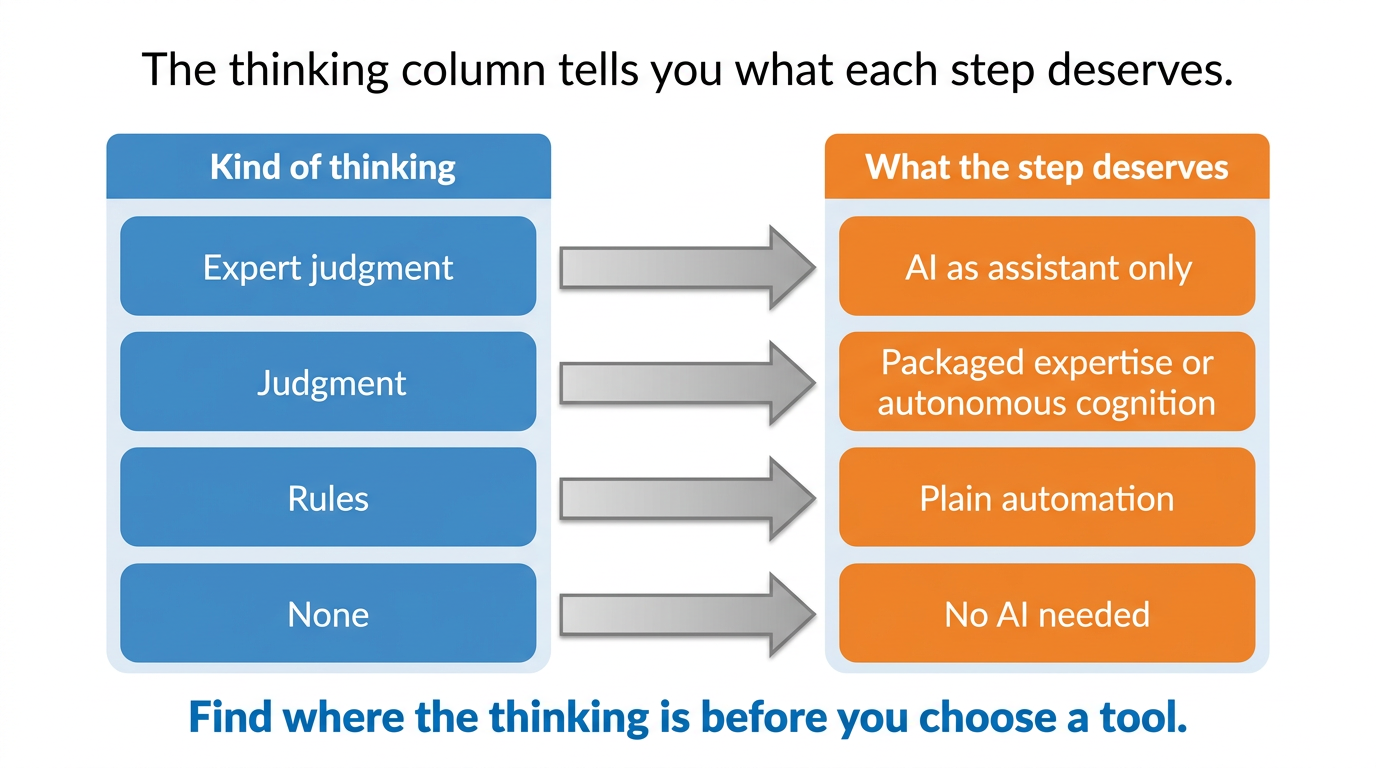 The thinking column tells you what each step deserves.
Kind of thinking
What the step deserves
Expert judgment
AI as assistant only
Judgment
Packaged expertise or
autonomous cognition
Rules
Plain automation
None
No AI needed
Find where the thinking is before you choose a tool.